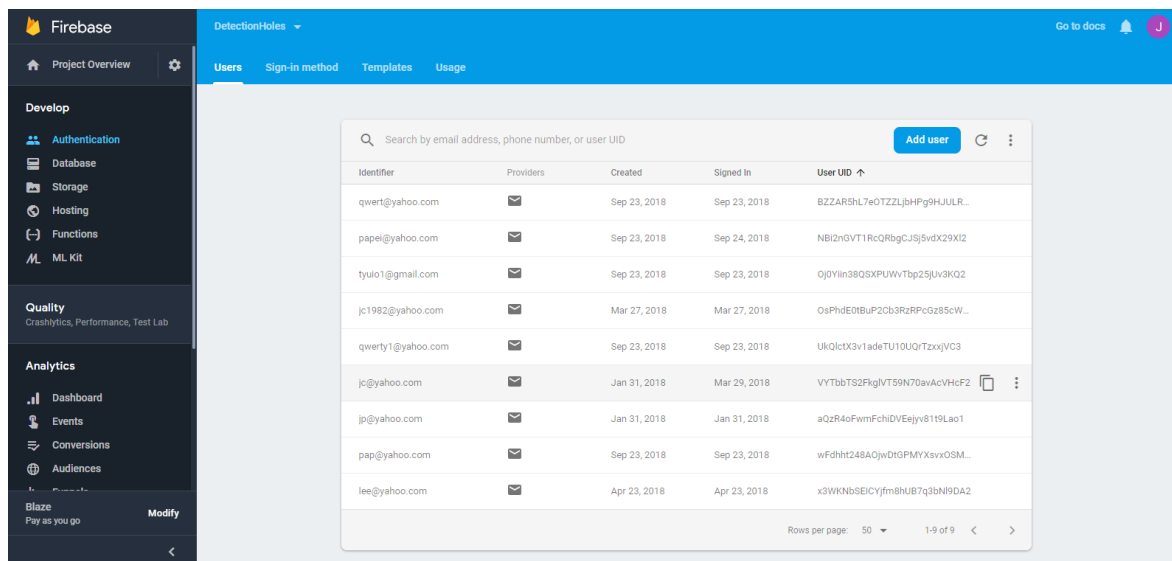 Firebase
DetectionHoles
Go to docs
J
Project Overview
Users Sign-in method Templates Usage
Develop
Authentication
Database
Storage
Hosting
Functions
ML Kit
Quality
Crashlytics, Performance, Test Lab
Analytics
Dashboard
Events
Conversions
Audiences
Blaze
Pay as you go
Modify
Search by email address, phone number, or user UID
Add user
Identifier Providers Created Signed In User UID
qwert@yahoo.com Sep 23, 2018 Sep 23, 2018 BZZAR5hL7eOTZZLjbHPg9HJULR...
papei@yahoo.com Sep 23, 2018 Sep 24, 2018 NBi2nGVT1RcQRbgCJSj5vdX29Xl2
tyuio1@gmail.com Sep 23, 2018 Sep 23, 2018 Oj0Yiin38QSXPUWvTbp25jUv3KQ2
jc1982@yahoo.com Mar 27, 2018 Mar 27, 2018 OsPhdE0tBuP2Cb3RzRPcGz85cW...
qwerty1@yahoo.com Sep 23, 2018 Sep 23, 2018 UkQlctX3v1adeTU10UQrTzxxjVC3
jc@yahoo.com Jan 31, 2018 Mar 29, 2018 VYTbbTS2FkglVT59N70avAcVHcF2
jp@yahoo.com Jan 31, 2018 Jan 31, 2018 aQzR4oFwmFchiDVEejyv81t9Lao1
pap@yahoo.com Sep 23, 2018 Sep 23, 2018 wFdhht248AOjwDtGPMYXsvxOSM...
lee@yahoo.com Apr 23, 2018 Apr 23, 2018 x3WKNbSEICYjfm8hUB7q3bNl9DA2
Rows per page: 50 1-9 of 9